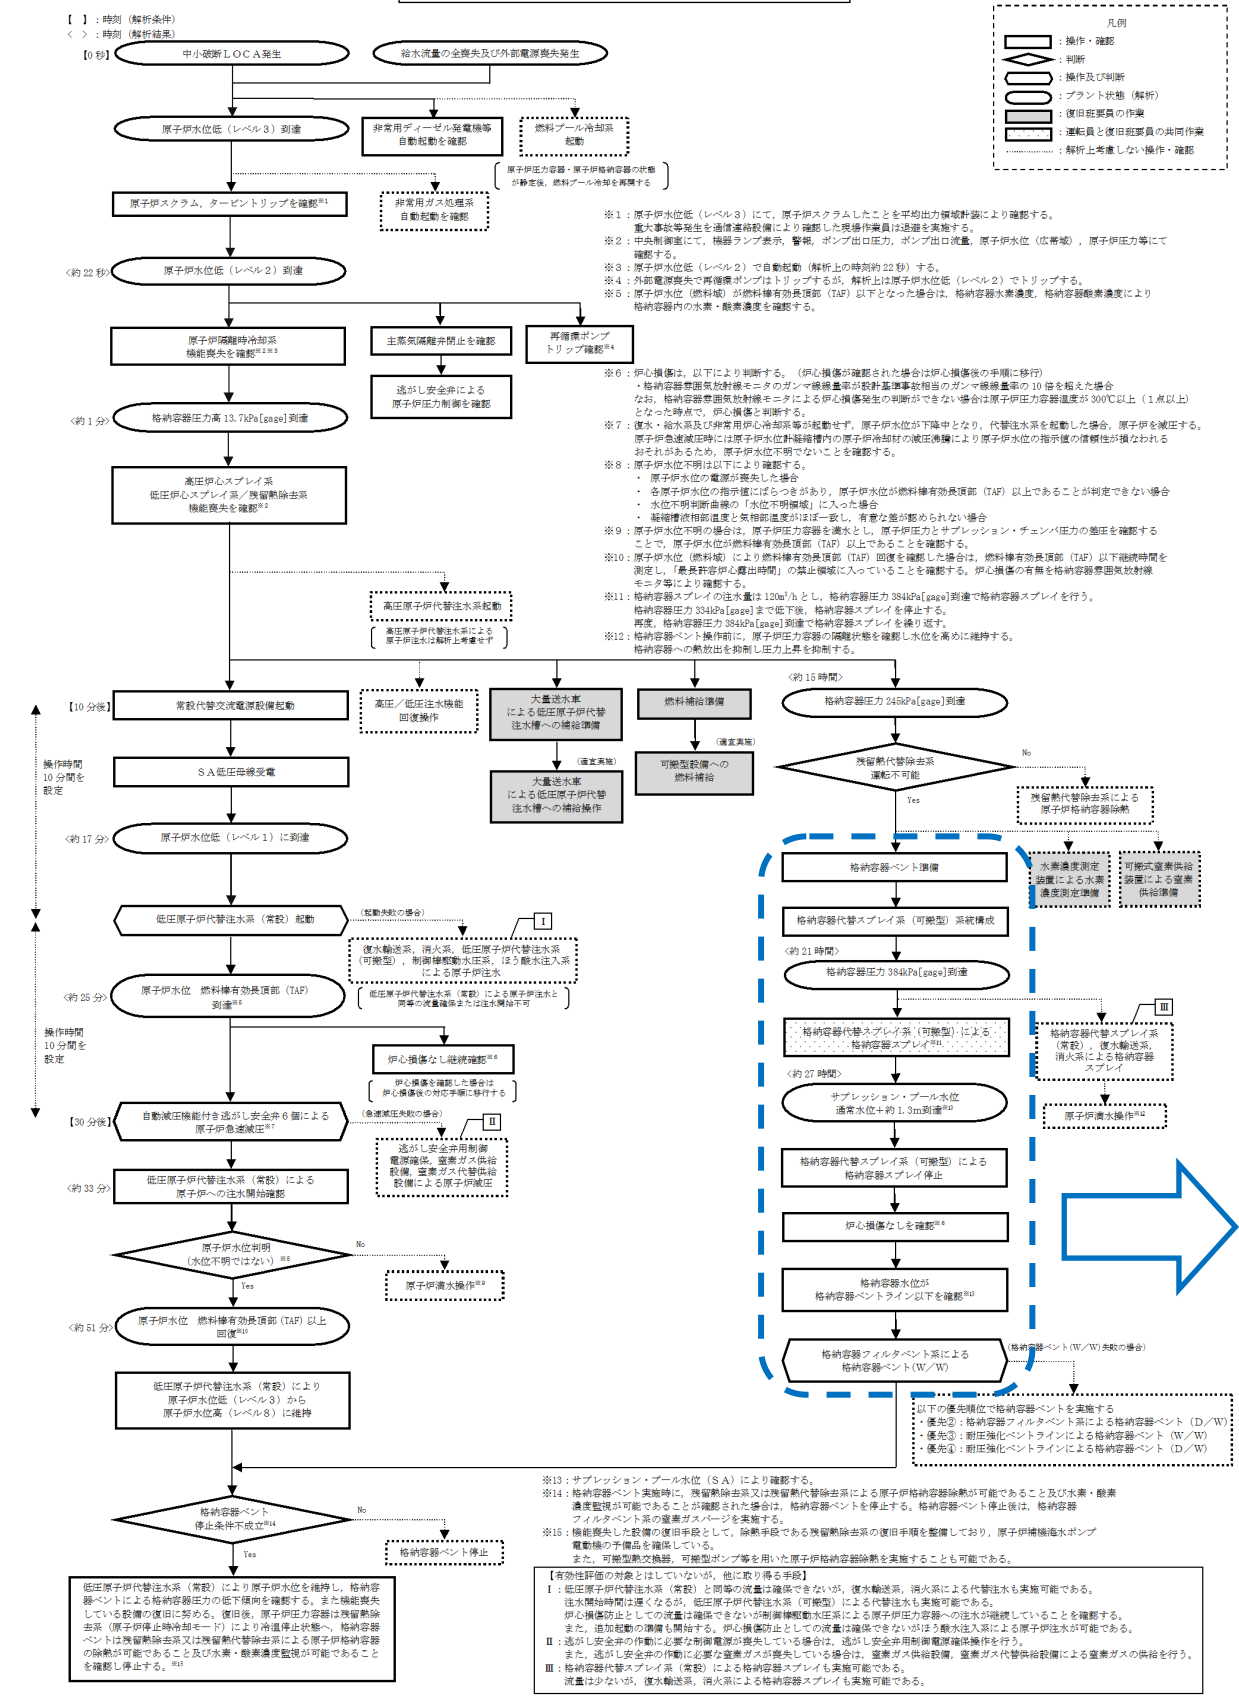 【　】：時刻（解析条件）
＜　＞：時刻（解析結果）
【0秒】
中小破断ＬＯＣＡ発生
給水流量の全喪失及び外部電源喪失発生
凡例
：操作・確認
：判断
：操作及び判断
：プラント状態（解析）
：復旧班要員の作業
：運転員と復旧班要員の共同作業
：解析上考慮しない操作・確認
原子炉水位低（レベル３）到達
非常用ディーゼル発電機等
自動起動を確認
燃料プール冷却系
起動
原子炉圧力容器・原子炉格納容器の状態
が静定後，燃料プール冷却を再開する
原子炉スクラム，タービントリップを確認※1
非常用ガス処理系
自動起動を確認
※１：原子炉水位低（レベル３）にて，原子炉スクラムしたことを平均出力領域計装により確認する。
重大事故等発生を通信連絡設備により確認した現場作業員は退避を実施する。
※２：中央制御室にて，機器ランプ表示，警報，ポンプ出口圧力，ポンプ出口流量，原子炉水位（広帯域），原子炉圧力等にて
確認する。
※３：原子炉水位低（レベル２）で自動起動（解析上の時刻約22秒）する。
※４：外部電源喪失で再循環ポンプはトリップするが，解析上は原子炉水位低（レベル２）でトリップする。
※５：原子炉水位（燃料域）が燃料棒有効長頂部（TAF）以下となった場合は，格納容器水素濃度，格納容器酸素濃度により
格納容器内の水素・酸素濃度を確認する。
＜約22秒＞
原子炉水位低（レベル２）到達
原子炉隔離時冷却系
機能喪失を確認※2※3
主蒸気隔離弁閉止を確認
再循環ポンプ
トリップ確認※4
逃がし安全弁による
原子炉圧力制御を確認
＜約１分＞
格納容器圧力高13.7kPa[gage]到達
※６：炉心損傷は，以下により判断する。（炉心損傷が確認された場合は炉心損傷後の手順に移行）
・格納容器雰囲気放射線モニタのガンマ線線量率が設計基準事故相当のガンマ線線量率の10倍を超えた場合
なお，格納容器雰囲気放射線モニタによる炉心損傷発生の判断ができない場合は原子炉圧力容器温度が300℃以上（１点以上）
となった時点で，炉心損傷と判断する。
※７：復水・給水系及び非常用炉心冷却系等が起動せず，原子炉水位が下降中となり，代替注水系を起動した場合，原子炉を減圧する。
原子炉急速減圧時には原子炉水位計凝縮槽内の原子炉冷却材の減圧沸騰により原子炉水位の指示値の信頼性が損なわれる
おそれがあるため，原子炉水位不明でないことを確認する。
※８：原子炉水位不明は以下により確認する。
・　原子炉水位の電源が喪失した場合
・　各原子炉水位の指示値にばらつきがあり，原子炉水位が燃料棒有効長頂部（TAF）以上であることが判定できない場合
・　水位不明判断曲線の「水位不明領域」に入った場合
・　凝縮槽液相部温度と気相部温度がほぼ一致し，有意な差が認められない場合
※９：原子炉水位不明の場合は，原子炉圧力容器を満水とし，原子炉圧力とサプレッション・チェンバ圧力の差圧を確認する
ことで，原子炉水位が燃料棒有効長頂部（TAF）以上であることを確認する。
※10：原子炉水位（燃料域）により燃料棒有効長頂部（TAF）回復を確認した場合は，燃料棒有効長頂部（TAF）以下継続時間を
測定し，「最長許容炉心露出時間」の禁止領域に入っていることを確認する。炉心損傷の有無を格納容器雰囲気放射線
モニタ等により確認する。
※11：格納容器スプレイの注水量は120m³/hとし，格納容器圧力384kPa[gage]到達で格納容器スプレイを行う。
格納容器圧力334kPa[gage]まで低下後，格納容器スプレイを停止する。
再度，格納容器圧力384kPa[gage]到達で格納容器スプレイを繰り返す。
※12：格納容器ベント操作前に，原子炉圧力容器の隔離状態を確認し水位を高めに維持する。
格納容器への熱放出を抑制し圧力上昇を抑制する。
高圧炉心スプレイ系
低圧炉心スプレイ系／残留熱除去系
機能喪失を確認※2
高圧原子炉代替注水系起動
高圧原子炉代替注水系による
原子炉注水は解析上考慮せず
＜約15時間＞
【10分後】
常設代替交流電源設備起動
高圧／低圧注水機能
回復操作
大量送水車
による低圧原子炉代替
注水槽への補給準備
燃料補給準備
格納容器圧力245kPa[gage]到達
（適宜実施）
（適宜実施）
操作時間
10分間を
設定
ＳＡ低圧母線受電
大量送水車
による低圧原子炉代替
注水槽への補給操作
可搬型設備への
燃料補給
残留熱代替除去系
運転不可能
No
Yes
残留熱代替除去系による
原子炉格納容器除熱
＜約17分＞
原子炉水位低（レベル１）に到達
格納容器ベント準備
水素濃度測定
装置による水素
濃度測定準備
可搬式窒素供給
装置による窒素
供給準備
低圧原子炉代替注水系（常設）起動
（起動失敗の場合）
Ⅰ
復水輸送系，消火系，低圧原子炉代替注水系
（可搬型），制御棒駆動水圧系，ほう酸水注入系
による原子炉注水
低圧原子炉代替注水系（常設）による原子炉注水と
同等の流量確保または注水開始不可
格納容器代替スプレイ系（可搬型）系統構成
＜約21時間＞
格納容器圧力384kPa[gage]到達
＜約25分＞
原子炉水位　燃料棒有効長頂部（TAF）
到達※5
操作時間
10分間を
設定
炉心損傷なし継続確認※6
炉心損傷を確認した場合は
炉心損傷後の対応手順に移行する
格納容器代替スプレイ系（可搬型）による
格納容器スプレイ※11
Ⅲ
格納容器代替スプレイ系
（常設），復水輸送系，
消火系による格納容器
スプレイ
＜約27時間＞
サプレッション・プール水位
通常水位＋約1.3m到達※13
原子炉満水操作※12
【30分後】
自動減圧機能付き逃がし安全弁６個による
原子炉急速減圧※7
（急速減圧失敗の場合）
Ⅱ
逃がし安全弁用制御
電源確保，窒素ガス供給
設備，窒素ガス代替供給
設備による原子炉減圧
格納容器代替スプレイ系（可搬型）による
格納容器スプレイ停止
＜約33分＞
低圧原子炉代替注水系（常設）による
原子炉への注水開始確認
炉心損傷なしを確認※6
原子炉水位判明
（水位不明ではない）※8
No
Yes
原子炉満水操作※9
格納容器水位が
格納容器ベントライン以下を確認※13
＜約51分＞
原子炉水位　燃料棒有効長頂部（TAF）以上
回復※10
格納容器フィルタベント系による
格納容器ベント（Ｗ／Ｗ）
（格納容器ベント（Ｗ／Ｗ）失敗の場合）
低圧原子炉代替注水系（常設）により
原子炉水位低（レベル３）から
原子炉水位高（レベル８）に維持
以下の優先順位で格納容器ベントを実施する
・優先②：格納容器フィルタベント系による格納容器ベント（Ｄ／Ｗ）
・優先③：耐圧強化ベントラインによる格納容器ベント（Ｗ／Ｗ）
・優先④：耐圧強化ベントラインによる格納容器ベント（Ｄ／Ｗ）
※13：サプレッション・プール水位（ＳＡ）により確認する。
※14：格納容器ベント実施時に，残留熱除去系又は残留熱代替除去系による原子炉格納容器除熱が可能であること及び水素・酸素
濃度監視が可能であることが確認された場合は，格納容器ベントを停止する。格納容器ベント停止後は，格納容器
フィルタベント系の窒素ガスパージを実施する。
※15：機能喪失した設備の復旧手段として，除熱手段である残留熱除去系の復旧手順を整備しており，原子炉補機海水ポンプ
電動機の予備品を確保している。
また，可搬型熱交換器，可搬型ポンプ等を用いた原子炉格納容器除熱を実施することも可能である。
格納容器ベント
停止条件不成立※14
No
Yes
格納容器ベント停止
低圧原子炉代替注水系（常設）により原子炉水位を維持し，格納容
器ベントによる格納容器圧力の低下傾向を確認する。また機能喪失
している設備の復旧に努める。復旧後，原子炉圧力容器は残留熱除
去系（原子炉停止時冷却モード）により冷温停止状態へ，格納容器
ベントは残留熱除去系又は残留熱代替除去系による原子炉格納容器
の除熱が可能であること及び水素・酸素濃度監視が可能であること
を確認し停止する。※15
【有効性評価の対象とはしていないが，他に取り得る手段】
Ⅰ：低圧原子炉代替注水系（常設）と同等の流量は確保できないが，復水輸送系，消火系による代替注水も実施可能である。
注水開始時間は遅くなるが，低圧原子炉代替注水系（可搬型）による代替注水も実施可能である。
炉心損傷防止としての流量は確保できないが制御棒駆動水圧系による原子炉圧力容器への注水が継続していることを確認する。
また，追加起動の準備も開始する。炉心損傷防止としての流量は確保できないがほう酸水注入系による原子炉注水が可能である。
Ⅱ：逃がし安全弁の作動に必要な制御電源が喪失している場合は，逃がし安全弁用制御電源確保操作を行う。
また，逃がし安全弁の作動に必要な窒素ガスが喪失している場合は，窒素ガス供給設備，窒素ガス代替供給設備による窒素ガスの供給を行う。
Ⅲ：格納容器代替スプレイ系（常設）による格納容器スプレイも実施可能である。
流量は少ないが，復水輸送系，消火系による格納容器スプレイも実施可能である。